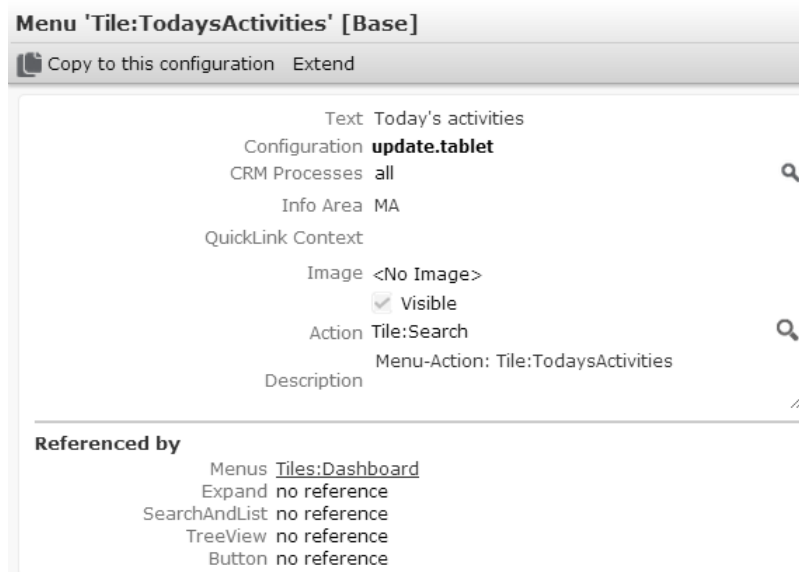 Menu 'Tile:TodaysActivities' [Base]
Copy to this configuration Extend
Text Today's activities
Configuration update.tablet
CRM Processes all
Info Area MA
QuickLink Context
Image <No Image>
Visible
Action Tile:Search
Menu-Action: Tile:TodaysActivities
Description
Referenced by
Menus Tiles:Dashboard
Expand no reference
SearchAndList no reference
TreeView no reference
Button no reference